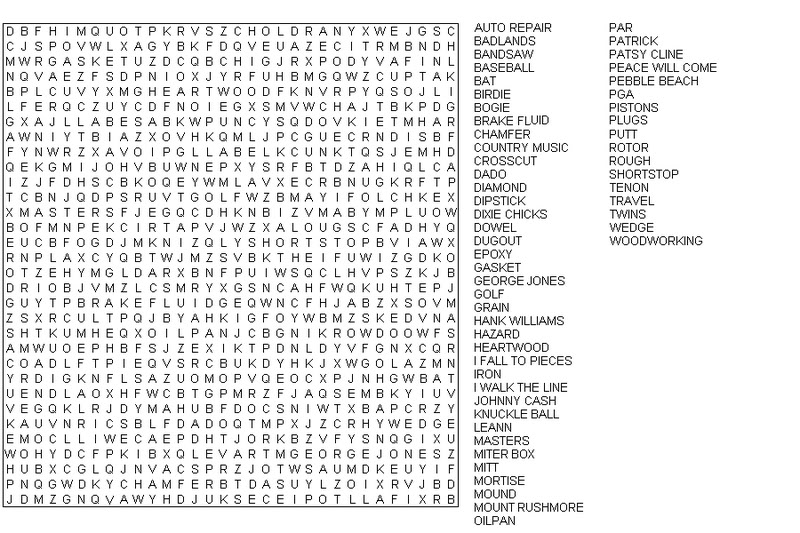 D B F H I M Q U O T P K R V S Z C H O L D R A N Y X W E J G S C
C J S P O V W L X A G Y B K F D Q V E U A Z E C I T R M B N D H
M W R G A S K E T U Z D C Q B C H I G J R X P O D Y V A F I N L
N Q V A E Z F S D P N I O X J Y R F U H B M G Q W Z C U P T A K
B P L C U V Y X M G H E A R T W O O D F K N V R P Y Q S O J L I
L F E R Q C Z U Y C D F N O I E G X S M V W C H A J T B K P D G
G X A J L L A B E S A B K W P U N C Y S Q D O V K I E T M H A R
A W N I Y T B I A Z X O V H K Q M L J P C G U E C R N D I S B F
F Y N W R Z X A V O I P G L L A B E L K C U N K T Q S J E M H D
Q E K G M I J O H V B U W N E P X Y S R F B T D Z A H I Q L C A
I Z J F D H S C B K O Q E Y W M L A V X E C R B N U G K R F T P
T C B N J Q D P S R U V T G O L F W Z B M A Y I F O L C H K E X
X M A S T E R S F J E G Q C D H K N B I Z V M A B Y M P L U O W
B O F M N P E K C I R T A P V J W Z X A L O U G S C F A D H Y Q
E U C B F O G D J M K N I Z Q L Y S H O R T S T O P B V I A W X
R N P L A X C Y Q B T W J M Z S V B K T H E I F U W I Z G D K O
O T Z E H Y M G L D A R X B N F P U I W S Q C L H V P S Z K J B
D R I O B J V M Z L C S M R Y X G S N C A H F W Q K U H T E P J
G U Y T P B R A K E F L U I D G E Q W N C F H J A B Z X S O V M
Z S X R C U L T P Q J B Y A H K I G F O Y W B M Z S K E D V N A
S H T K U M H E Q X O I L P A N J C B G N I K R O W D O O W F S
A M W U O E P H B F S J Z E X I K T P D N L D Y V F G N X C Q R
C O A D L F T P I E Q V S R C B U K D Y H K J X W G O L A Z M N
Y R D I G K N F L S A Z U O M O P V Q E O C X P J N H G W B A T
U E N D L A O X H F W C B T G P M R Z F J A Q S E M B K Y I U V
V E G Q K L R J D Y M A H U B F D O C S N I W T X B A P C R Z Y
K A U V N R I C S B L F D A D O Q T M P X J Z C R H Y W E D G E
E M O C L L I W E C A E P D H T J O R K B Z V F Y S N Q G I X U
W O H Y D C F P K I B X Q L E V A R T M G E O R G E J O N E S Z
H U B X C G L Q J N V A C S P R Z J O T W S A U M D K E U Y I F
P N Q G W D K Y C H A M F E R B T D A S U Y L Z O I X R V J B D
J D M Z G N Q V A W Y H D J U K S E C E I P O T L L A F I X R B
AUTO REPAIR
BADLANDS
BANDSAW
BASEBALL
BAT
BIRDIE
BOGIE
BRAKE FLUID
CHAMFER
COUNTRY MUSIC
CROSSCUT
DADO
DIAMOND
DIPSTICK
DIXIE CHICKS
DOWEL
DUGOUT
EPOXY
GASKET
GEORGE JONES
GOLF
GRAIN
HANK WILLIAMS
HAZARD
HEARTWOOD
I FALL TO PIECES
IRON
I WALK THE LINE
JOHNNY CASH
KNUCKLE BALL
LEANN
MASTERS
MITER BOX
MITT
MORTISE
MOUND
MOUNT RUSHMORE
OILPAN
PAR
PATRICK
PATSY CLINE
PEACE WILL COME
PEBBLE BEACH
PGA
PISTONS
PLUGS
PUTT
ROTOR
ROUGH
SHORTSTOP
TENON
TRAVEL
TWINS
WEDGE
WOODWORKING